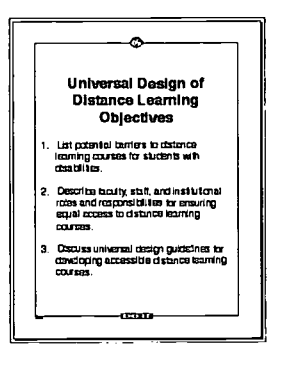 Universal Design of
Distance Learning
Objectives
1. List potential barriers to distance
learning courses for students with
disabilities.
2. Describe faculty, staff, and institutional
roles and responsibilities for ensuring
equal access to distance learning
courses.
3. Discuss universal design guidelines for
developing accessible distance learning
courses.